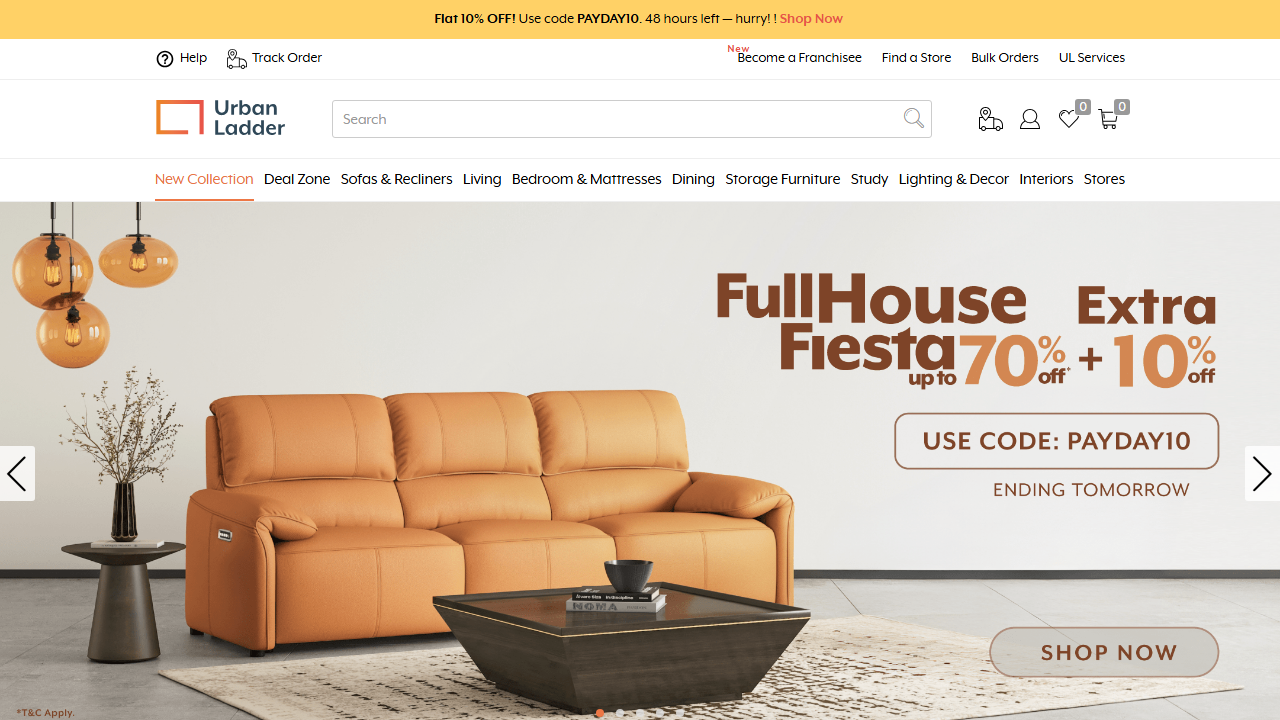 Flat 10% OFF! Use code PAYDAY10. 48 hours left — hurry! ! Shop Now
Help
Track Order
New
Become a Franchisee
Find a Store
Bulk Orders
UL Services
Urban
Ladder
Search
0
0
New Collection
Deal Zone
Sofas & Recliners
Living
Bedroom & Mattresses
Dining
Storage Furniture
Study
Lighting & Decor
Interiors
Stores
FullHouse
Fiesta
up to 70% off*
+
Extra
10% off
USE CODE: PAYDAY10
ENDING TOMORROW
NOMA
SHOP NOW
*T&C Apply.